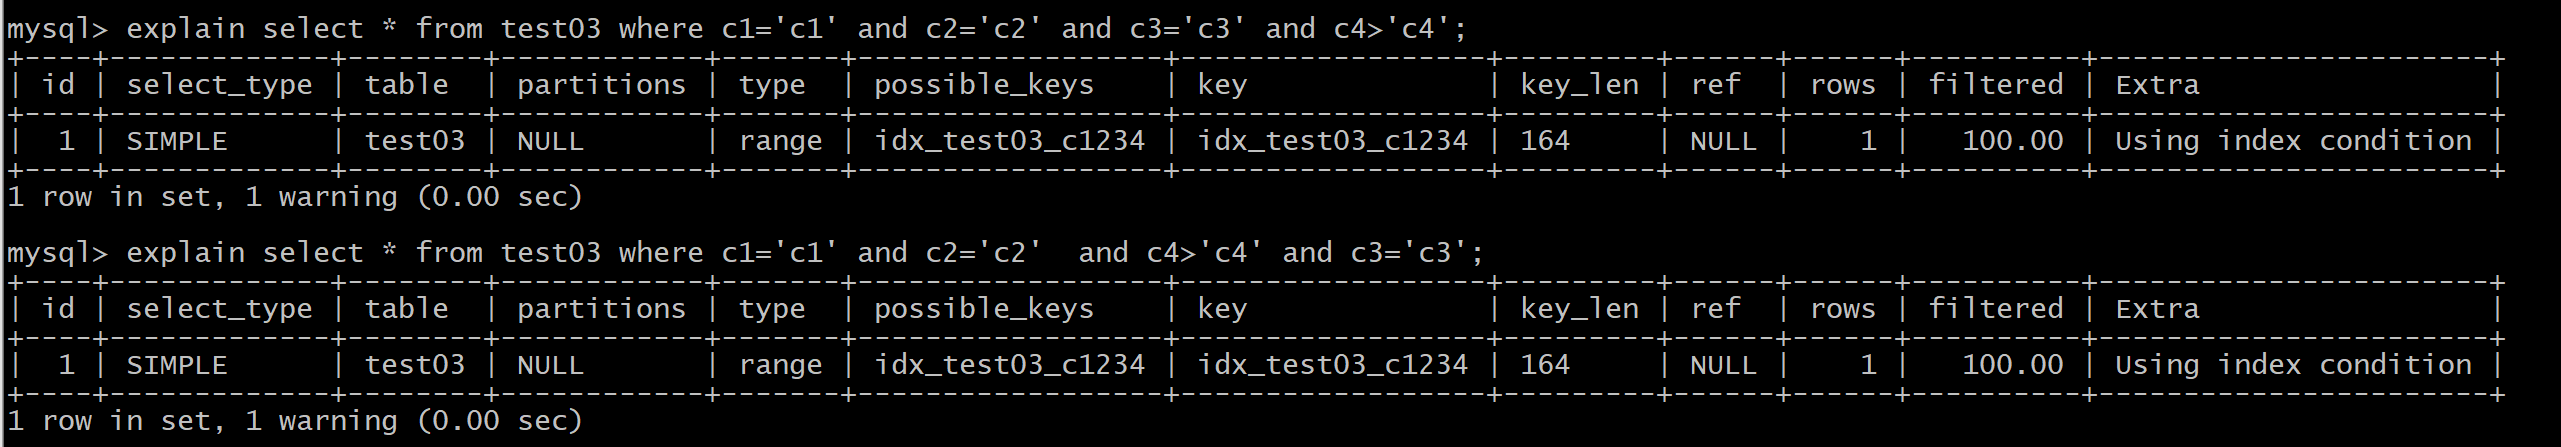 mysql> explain select * from test03 where c1='c1' and c2='c2' and c3='c3' and c4>'c4';
+----+-------------+--------+------------+-------+-----------------+-----------------+---------+------+------+----------+-----------------------+
| id | select_type | table  | partitions | type  | possible_keys   | key             | key_len | ref  | rows | filtered | Extra                 |
+----+-------------+--------+------------+-------+-----------------+-----------------+---------+------+------+----------+-----------------------+
|  1 | SIMPLE      | test03 | NULL       | range | idx_test03_c1234 | idx_test03_c1234 | 164     | NULL |    1 |   100.00 | Using index condition |
+----+-------------+--------+------------+-------+-----------------+-----------------+---------+------+------+----------+-----------------------+
1 row in set, 1 warning (0.00 sec)
mysql> explain select * from test03 where c1='c1' and c2='c2'  and c4>'c4' and c3='c3';
+----+-------------+--------+------------+-------+-----------------+-----------------+---------+------+------+----------+-----------------------+
| id | select_type | table  | partitions | type  | possible_keys   | key             | key_len | ref  | rows | filtered | Extra                 |
+----+-------------+--------+------------+-------+-----------------+-----------------+---------+------+------+----------+-----------------------+
|  1 | SIMPLE      | test03 | NULL       | range | idx_test03_c1234 | idx_test03_c1234 | 164     | NULL |    1 |   100.00 | Using index condition |
+----+-------------+--------+------------+-------+-----------------+-----------------+---------+------+------+----------+-----------------------+
1 row in set, 1 warning (0.00 sec)